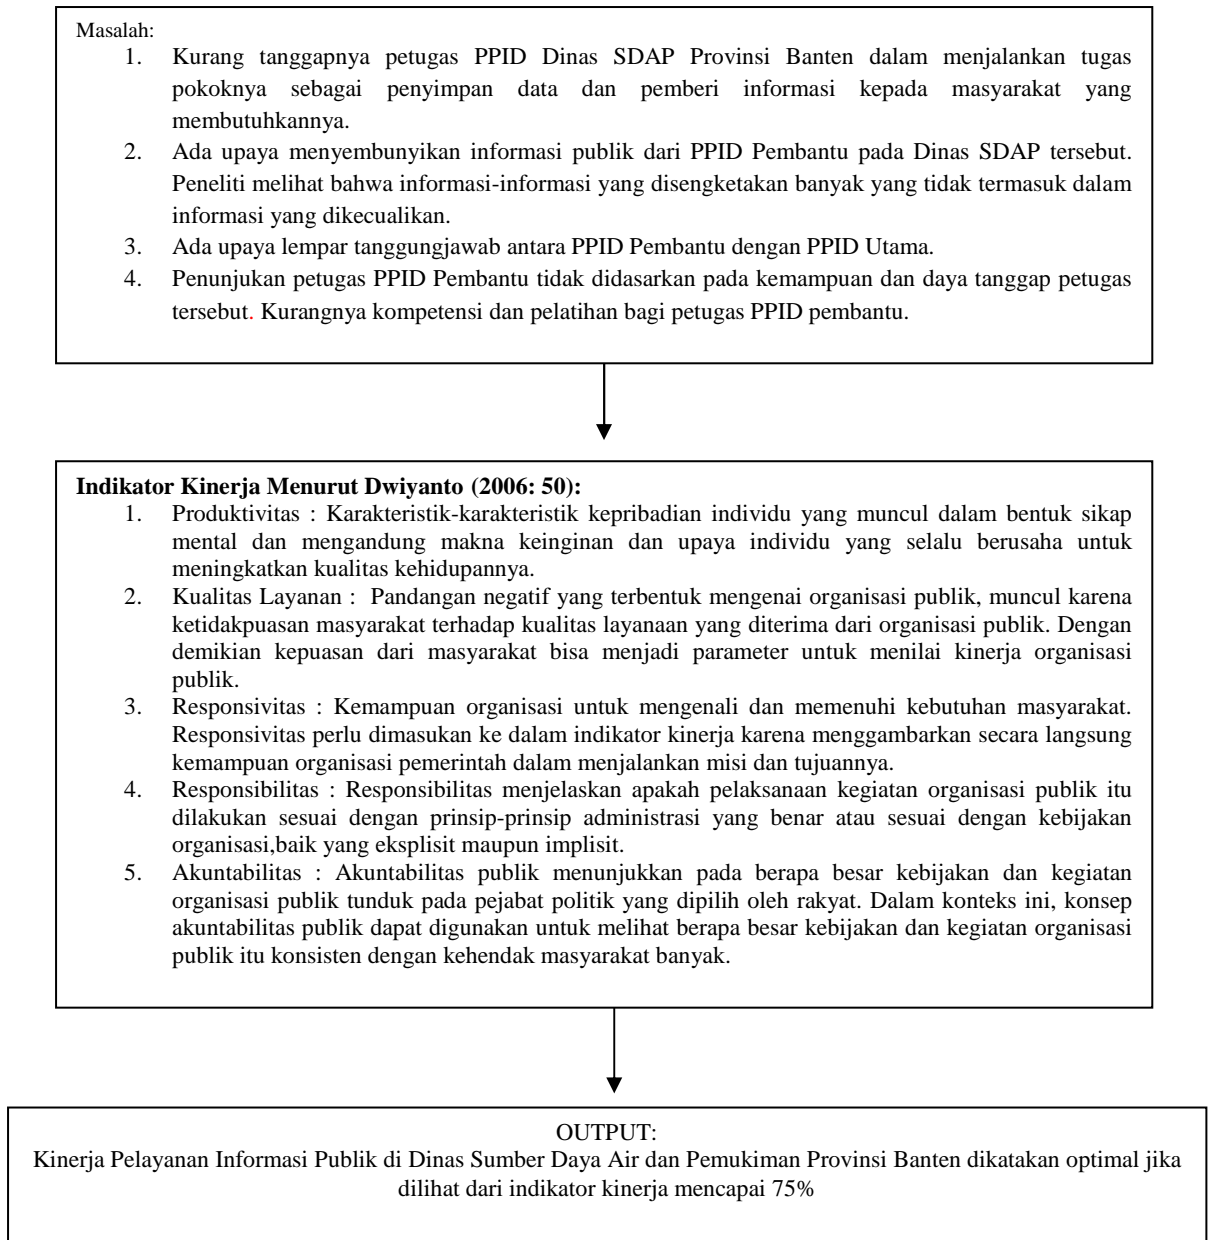 Masalah:
1. Kurang tanggapnya petugas PPID Dinas SDAP Provinsi Banten dalam menjalankan tugas
pokoknya sebagai penyimpan data dan pemberi informasi kepada masyarakat yang
membutuhkannya.
2. Ada upaya menyembunyikan informasi publik dari PPID Pembantu pada Dinas SDAP tersebut.
Peneliti melihat bahwa informasi-informasi yang disengketakan banyak yang tidak termasuk dalam
informasi yang dikecualikan.
3. Ada upaya lempar tanggungjawab antara PPID Pembantu dengan PPID Utama.
4. Penunjukan petugas PPID Pembantu tidak didasarkan pada kemampuan dan daya tanggap petugas
tersebut. Kurangnya kompetensi dan pelatihan bagi petugas PPID pembantu.
Indikator Kinerja Menurut Dwiyanto (2006: 50):
1. Produktivitas : Karakteristik-karakteristik kepribadian individu yang muncul dalam bentuk sikap
mental dan mengandung makna keinginan dan upaya individu yang selalu berusaha untuk
meningkatkan kualitas kehidupannya.
2. Kualitas Layanan : Pandangan negatif yang terbentuk mengenai organisasi publik, muncul karena
ketidakpuasan masyarakat terhadap kualitas layanaan yang diterima dari organisasi publik. Dengan
demikian kepuasan dari masyarakat bisa menjadi parameter untuk menilai kinerja organisasi
publik.
3. Responsivitas : Kemampuan organisasi untuk mengenali dan memenuhi kebutuhan masyarakat.
Responsivitas perlu dimasukan ke dalam indikator kinerja karena menggambarkan secara langsung
kemampuan organisasi pemerintah dalam menjalankan misi dan tujuannya.
4. Responsibilitas : Responsibilitas menjelaskan apakah pelaksanaan kegiatan organisasi publik itu
dilakukan sesuai dengan prinsip-prinsip administrasi yang benar atau sesuai dengan kebijakan
organisasi,baik yang eksplisit maupun implisit.
5. Akuntabilitas : Akuntabilitas publik menunjukkan pada berapa besar kebijakan dan kegiatan
organisasi publik tunduk pada pejabat politik yang dipilih oleh rakyat. Dalam konteks ini, konsep
akuntabilitas publik dapat digunakan untuk melihat berapa besar kebijakan dan kegiatan organisasi
publik itu konsisten dengan kehendak masyarakat banyak.
OUTPUT:
Kinerja Pelayanan Informasi Publik di Dinas Sumber Daya Air dan Pemukiman Provinsi Banten dikatakan optimal jika
dilihat dari indikator kinerja mencapai 75%